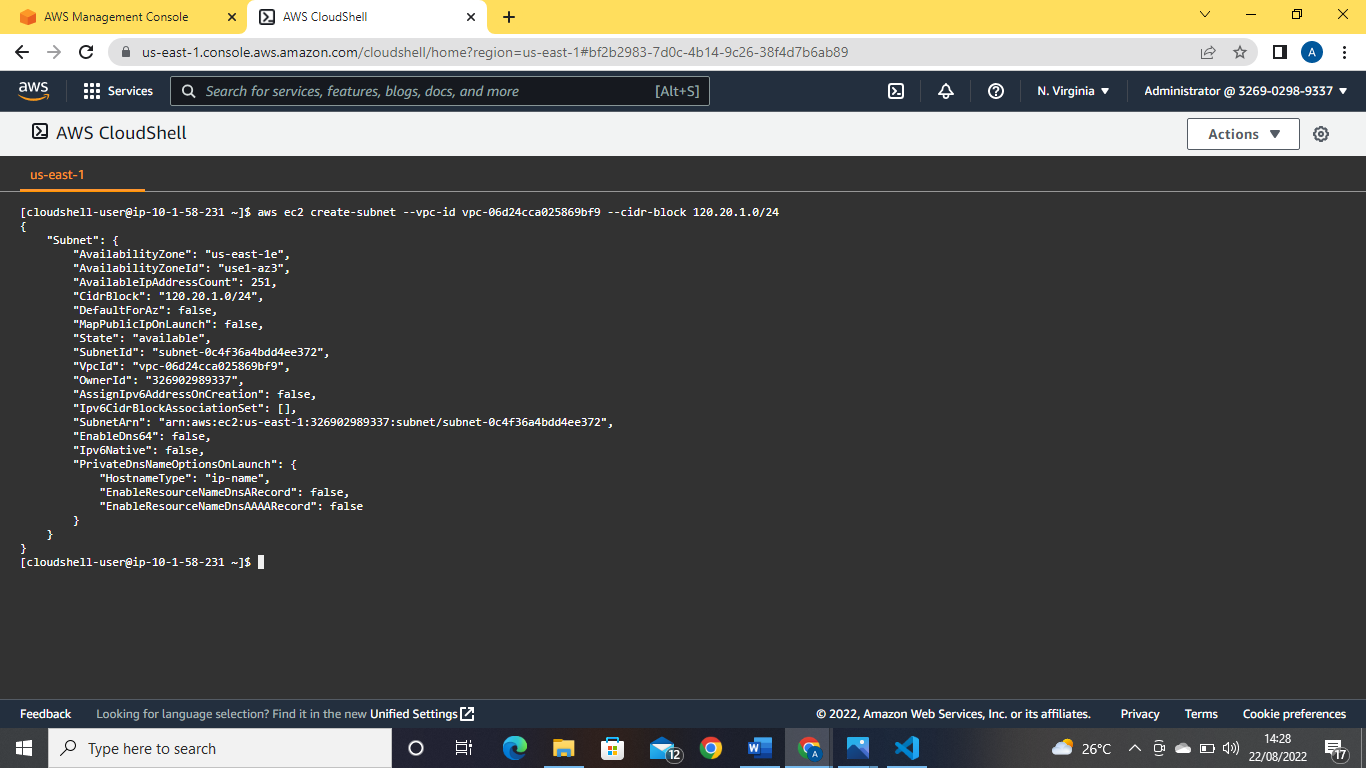 AWS Management Console
AWS CloudShell
us-east-1.console.aws.amazon.com/cloudshell/home?region=us-east-1#bf2b2983-7d0c-4b14-9c26-38f4d7b6ab89
A
aws
Services
Search for services, features, blogs, docs, and more
[Alt+S]
N. Virginia
Administrator @ 3269-0298-9337
AWS CloudShell
Actions
us-east-1
[cloudshell-user@ip-10-1-58-231 ~]$ aws ec2 create-subnet --vpc-id vpc-06d24cca025869bf9 --cidr-block 120.20.1.0/24
{
    "Subnet": {
        "AvailabilityZone": "us-east-1e",
        "AvailabilityZoneId": "use1-az3",
        "AvailableIpAddressCount": 251,
        "CidrBlock": "120.20.1.0/24",
        "DefaultForAz": false,
        "MapPublicIpOnLaunch": false,
        "State": "available",
        "SubnetId": "subnet-0c4f36a4bdd4ee372",
        "VpcId": "vpc-06d24cca025869bf9",
        "OwnerId": "326902989337",
        "AssignIpv6AddressOnCreation": false,
        "Ipv6CidrBlockAssociationSet": [],
        "SubnetArn": "arn:aws:ec2:us-east-1:326902989337:subnet/subnet-0c4f36a4bdd4ee372",
        "EnableDns64": false,
        "Ipv6Native": false,
        "PrivateDnsNameOptionsOnLaunch": {
            "HostnameType": "ip-name",
            "EnableResourceNameDnsARecord": false,
            "EnableResourceNameDnsAAAARecord": false
        }
    }
}
[cloudshell-user@ip-10-1-58-231 ~]$
Feedback
Looking for language selection? Find it in the new Unified Settings
© 2022, Amazon Web Services, Inc. or its affiliates.
Privacy
Terms
Cookie preferences
Type here to search
12
A
26°C
14:28
22/08/2022
17